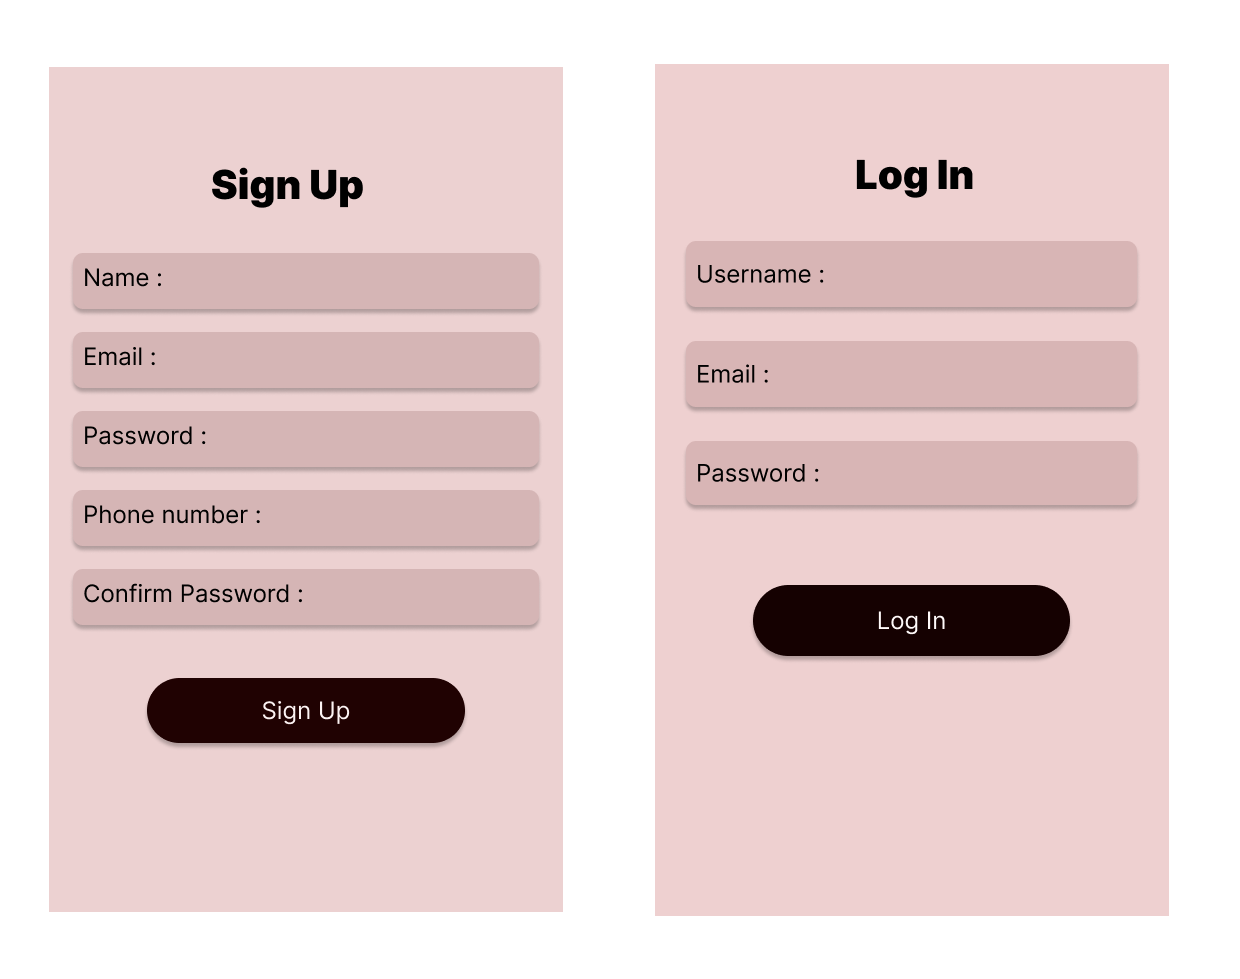 Sign Up
Name :
Email :
Password :
Phone number :
Confirm Password :
Sign Up
Log In
Username :
Email :
Password :
Log In